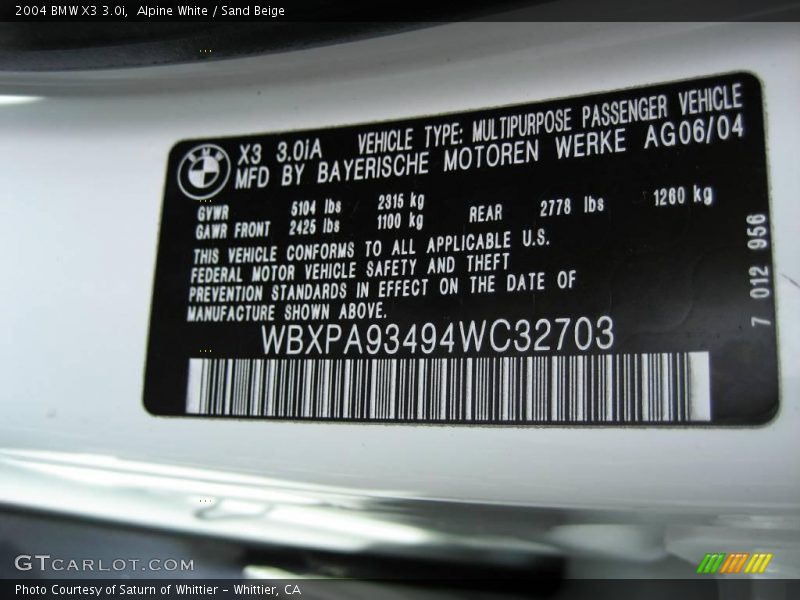 2004 BMW X3 3.0i,  Alpine White / Sand Beige
X3 3.0iA VEHICLE TYPE: MULTIPURPOSE PASSENGER VEHICLE
MFD BY BAYERISCHE MOTOREN WERKE AG06/04
GVWR 5104 lbs 2315 kg
GAWR FRONT 2425 lbs 1100 kg REAR 2778 lbs 1260 kg
THIS VEHICLE CONFORMS TO ALL APPLICABLE U.S.
FEDERAL MOTOR VEHICLE SAFETY AND THEFT
PREVENTION STANDARDS IN EFFECT ON THE DATE OF
MANUFACTURE SHOWN ABOVE.
WBXPA93494WC32703
7 012 956
GTCARLOT.COM
Photo Courtesy of Saturn of Whittier - Whittier, CA